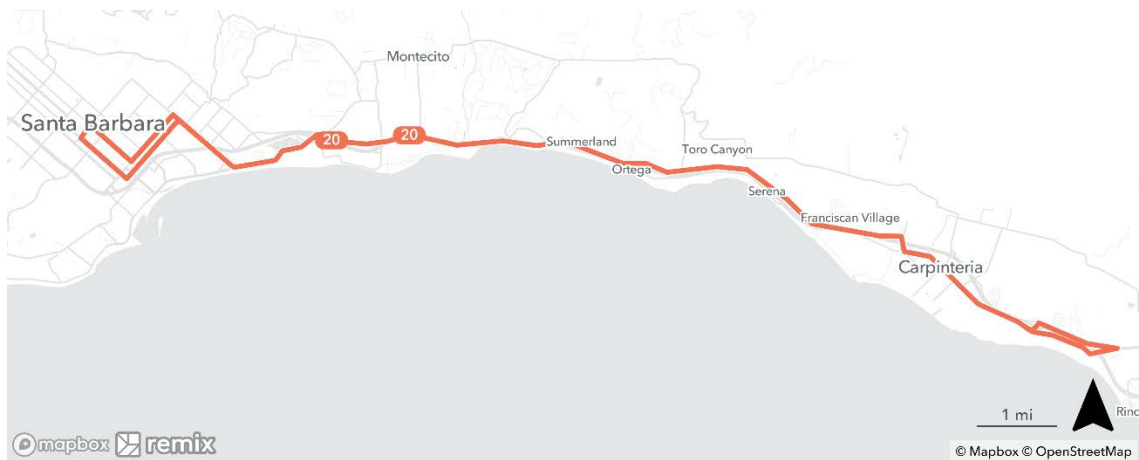 Montecito
Santa Barbara
20
20
Summerland
Toro Canyon
Ortega
Serena
Franciscan Village
Carpinteria
1 mi
Rinc
mapbox remix
© Mapbox © OpenStreetMap